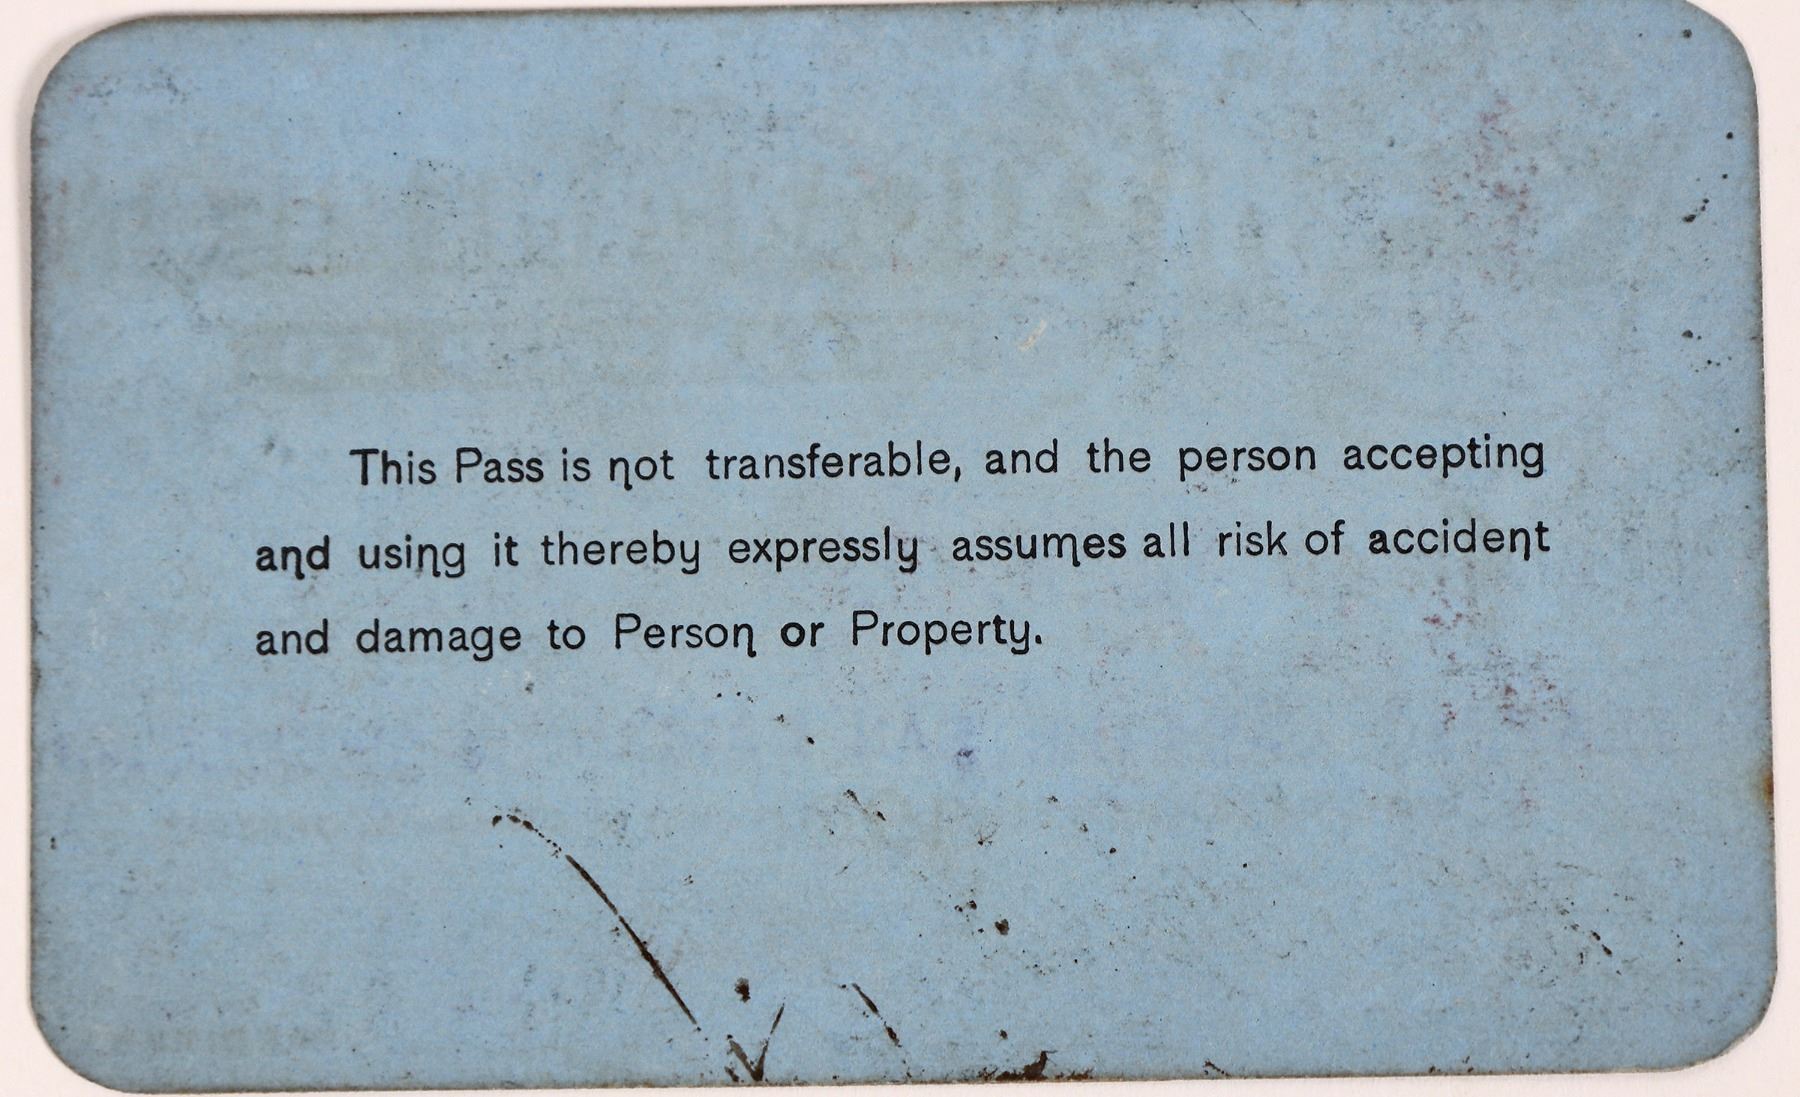 This Pass is not transferable, and the person accepting
and using it thereby expressly assumes all risk of accident
and damage to Person or Property.